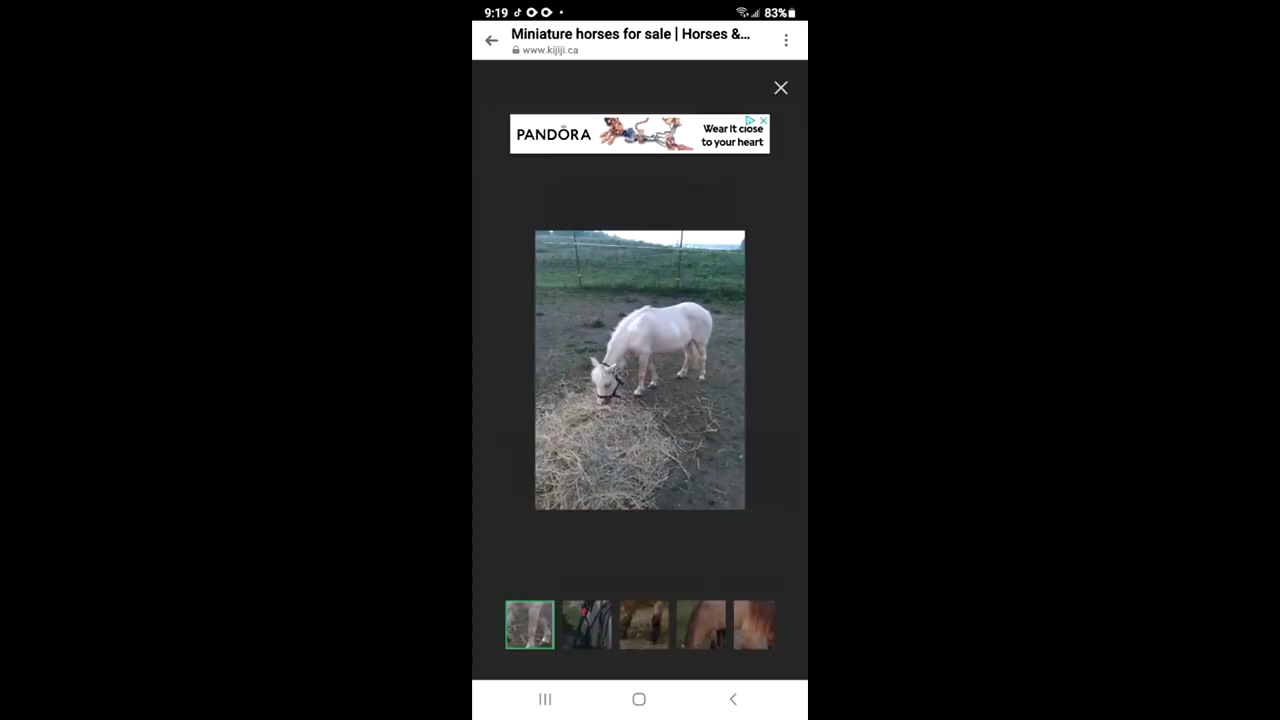 9:19
83%
Miniature horses for sale | Horses &...
www.kijiji.ca
PANDORA
Wear it close
to your heart